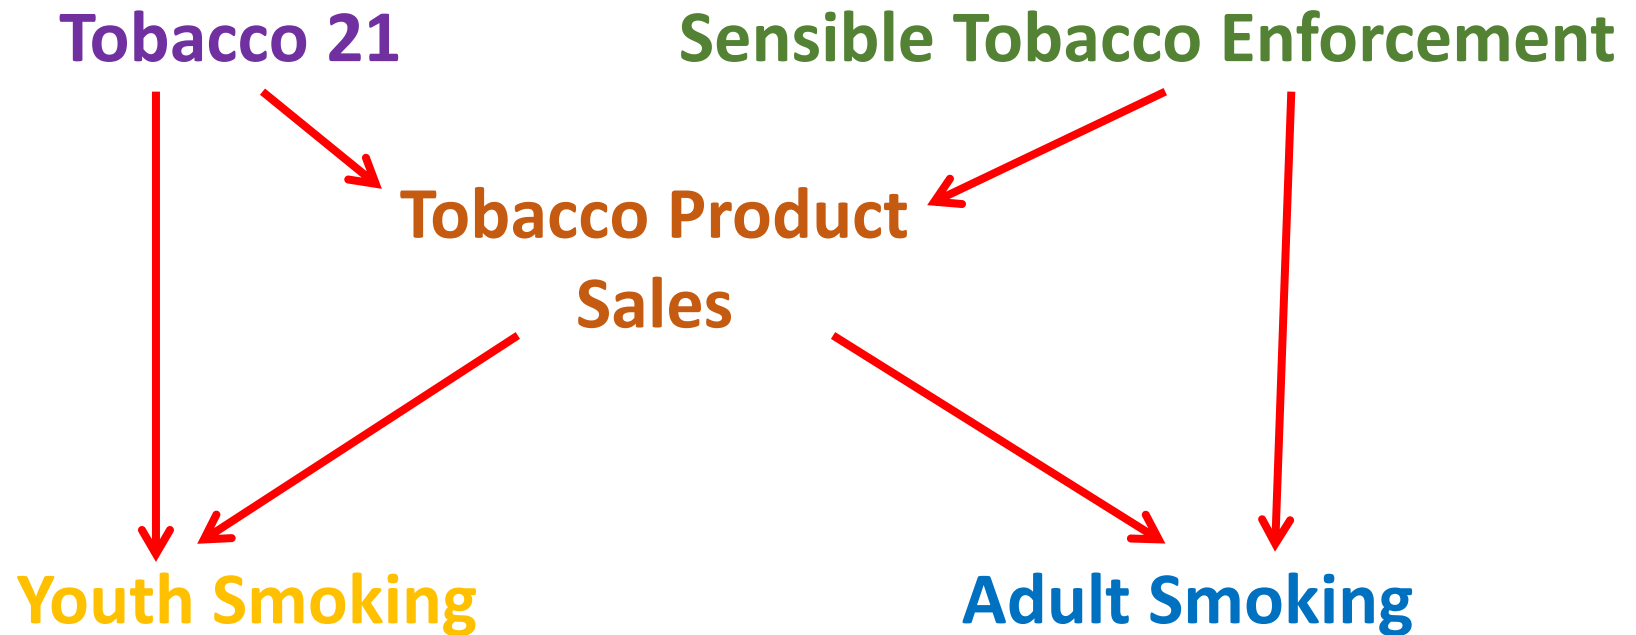 Tobacco 21
Sensible Tobacco Enforcement
Tobacco Product
Sales
Youth Smoking
Adult Smoking